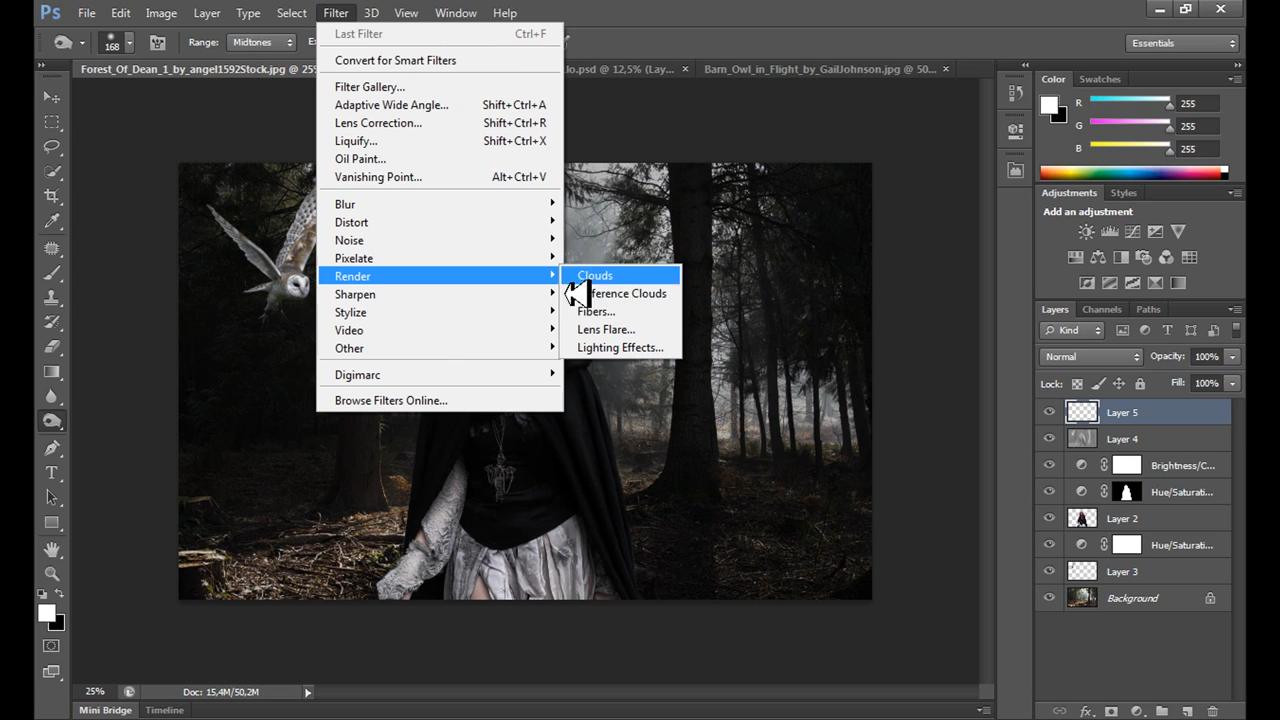 Ps File Edit Image Layer Type Select Filter 3D View Window Help
168 Range: Midtones Essentials
Forest_Of_Dean_1_by_angel1592Stock.jpg @ 25 lo.psd @ 12,5% (Lay... × Barn_Owl_in_Flight_by_GailJohnson.jpg @ 50... ×
Last Filter Ctrl+F
Convert for Smart Filters
Filter Gallery...
Adaptive Wide Angle... Shift+Ctrl+A
Lens Correction... Shift+Ctrl+R
Liquify... Shift+Ctrl+X
Oil Paint...
Vanishing Point... Alt+Ctrl+V
Blur
Distort
Noise
Pixelate
Render
Sharpen
Stylize
Video
Other
Digimarc
Browse Filters Online...
Clouds
Clouds
Fibers...
Lens Flare...
Lighting Effects...
Color Swatches
R 255
G 255
B 255
Adjustments Styles
Add an adjustment
Layers Channels Paths
Kind
Normal Opacity: 100%
Lock: Fill: 100%
Layer 5
Layer 4
Brightness/C...
Hue/Saturati...
Layer 2
Hue/Saturati...
Layer 3
Background
25% Doc: 15,4M/50,2M
Mini Bridge Timeline